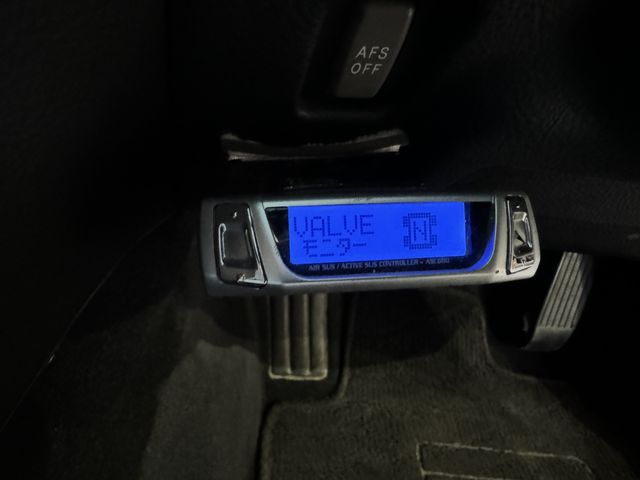 AFS
OFF
VALVE
N
モニター
AIR SUS / ACTIVE SUS CONTROLLER - ASC680